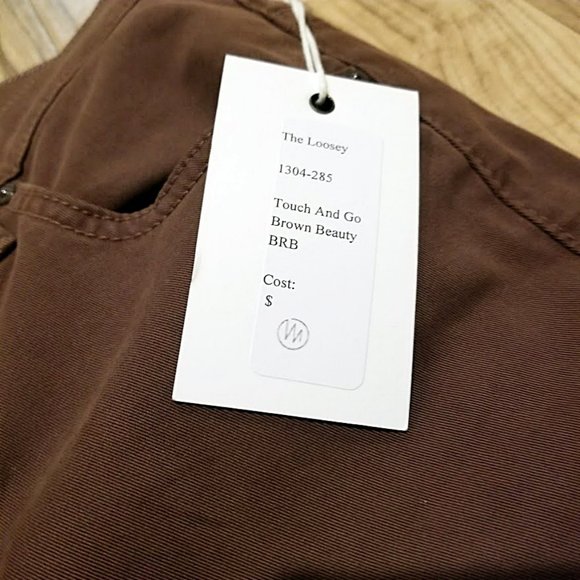 The Loosey
1304-285
Touch And Go
Brown Beauty
BRB
Cost:
$